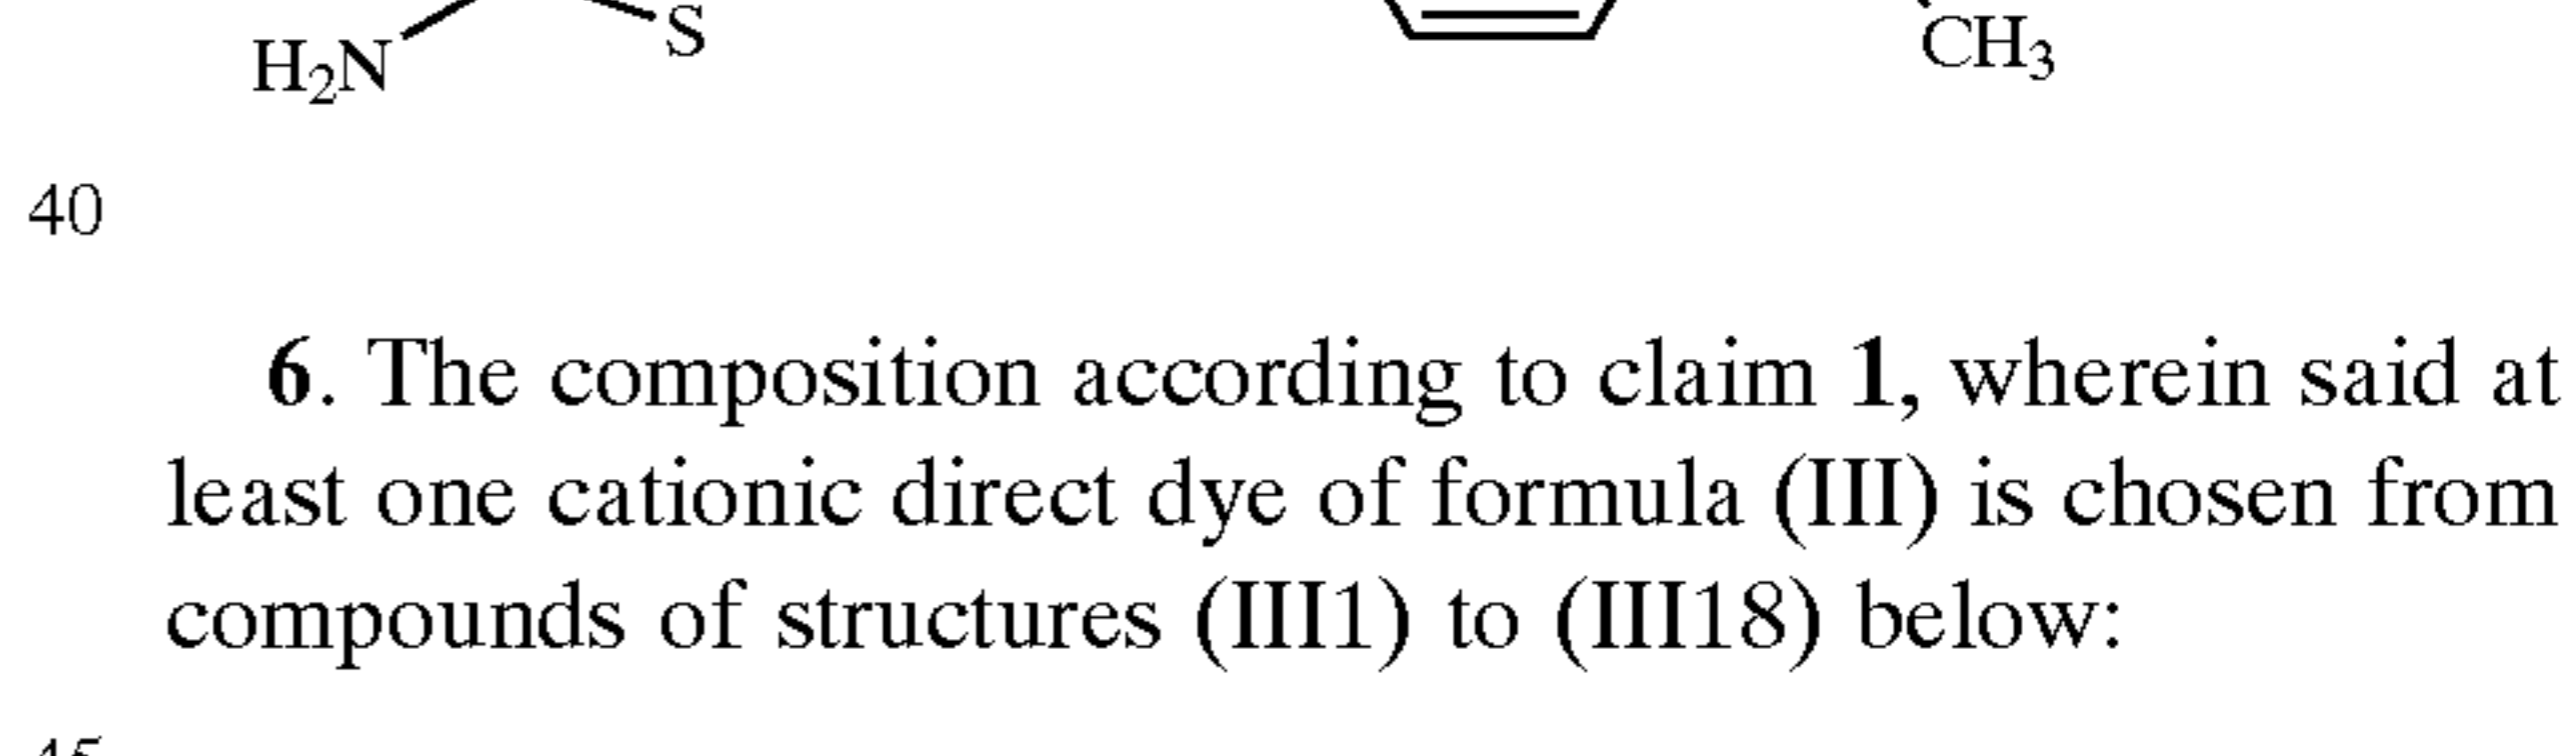 H₂N S CH₃
40
6. The composition according to claim 1, wherein said at
least one cationic direct dye of formula (III) is chosen from
compounds of structures (III1) to (III18) below:
45